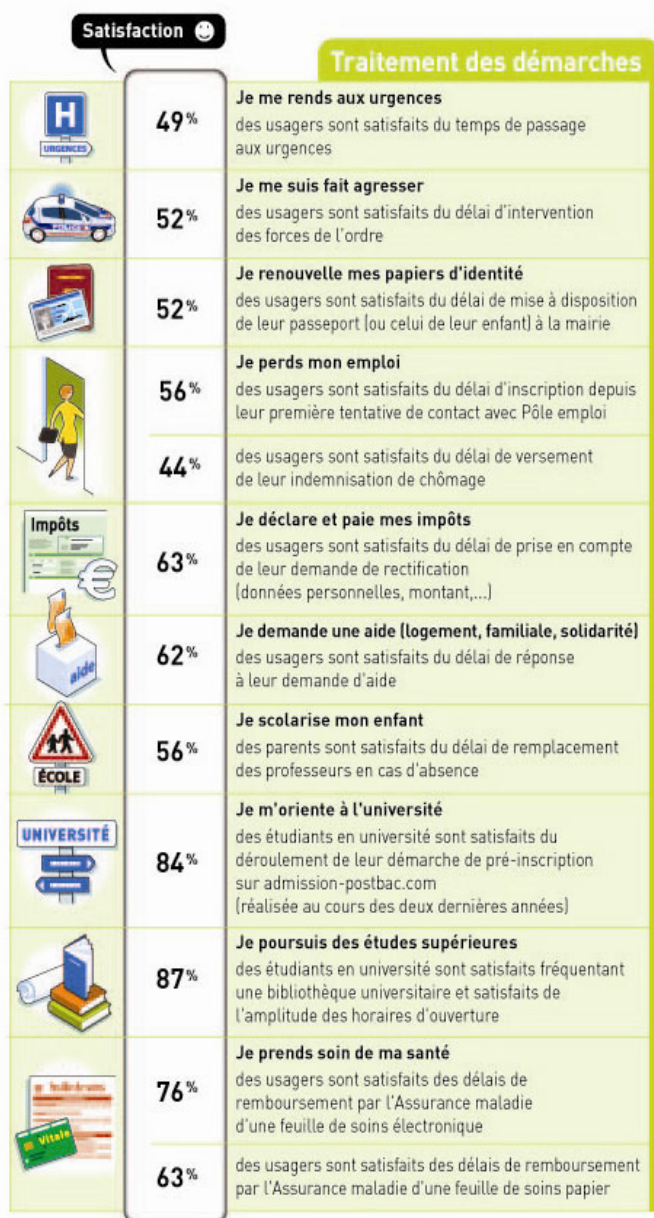 Satisfaction
Traitement des démarches
H
URGENCES
49%
Je me rends aux urgences
des usagers sont satisfaits du temps de passage
aux urgences
POLICE
52%
Je me suis fait agresser
des usagers sont satisfaits du délai d'intervention
des forces de l'ordre
52%
Je renouvelle mes papiers d'identité
des usagers sont satisfaits du délai de mise à disposition
de leur passeport (ou celui de leur enfant) à la mairie
56%
Je perds mon emploi
des usagers sont satisfaits du délai d'inscription depuis
leur première tentative de contact avec Pôle emploi
44%
des usagers sont satisfaits du délai de versement
de leur indemnisation de chômage
Impôts
€
63%
Je déclare et paie mes impôts
des usagers sont satisfaits du délai de prise en compte
de leur demande de rectification
(données personnelles, montant,...)
aide
62%
Je demande une aide (logement, familiale, solidarité)
des usagers sont satisfaits du délai de réponse
à leur demande d'aide
ÉCOLE
56%
Je scolarise mon enfant
des parents sont satisfaits du délai de remplacement
des professeurs en cas d'absence
UNIVERSITÉ
84%
Je m'oriente à l'université
des étudiants en université sont satisfaits du
déroulement de leur démarche de pré-inscription
sur admission-postbac.com
(réalisée au cours des deux dernières années)
87%
Je poursuis des études supérieures
des étudiants en université sont satisfaits fréquentant
une bibliothèque universitaire et satisfaits de
l'amplitude des horaires d'ouverture
Vitale
76%
Je prends soin de ma santé
des usagers sont satisfaits des délais de
remboursement par l'Assurance maladie
d'une feuille de soins électronique
63%
des usagers sont satisfaits des délais de remboursement
par l'Assurance maladie d'une feuille de soins papier